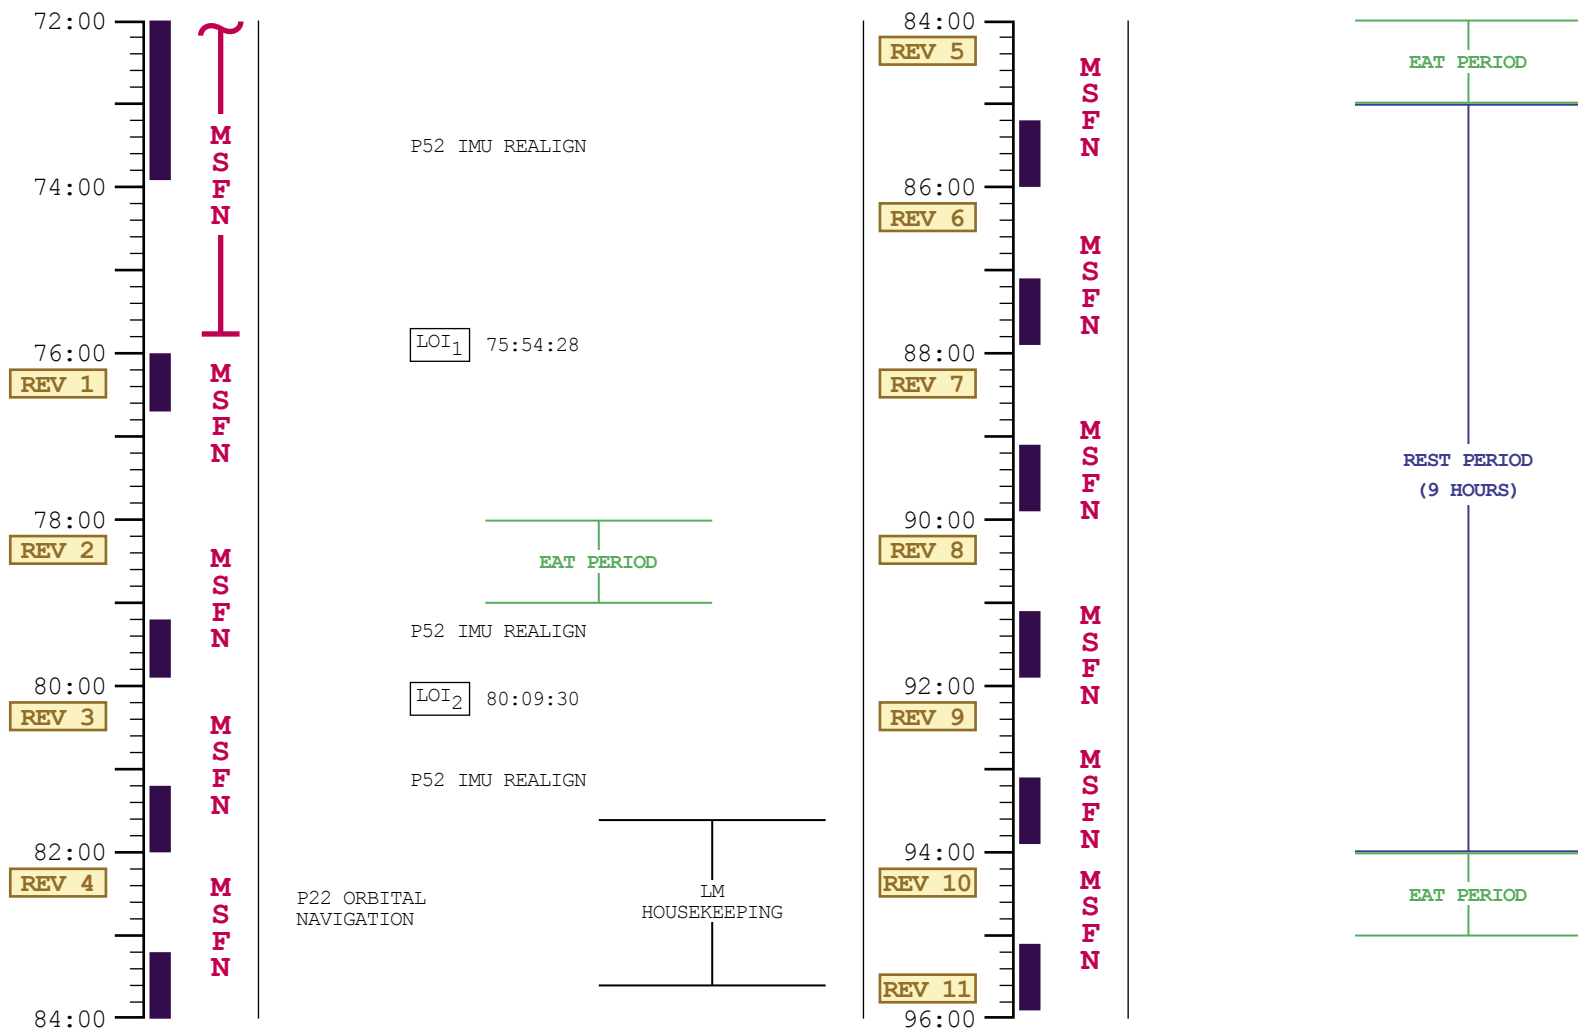 72:00
M
S
F
N
P52 IMU REALIGN
74:00
LOI1 75:54:28
76:00
REV 1
M
S
F
N
78:00
REV 2
EAT PERIOD
M
S
F
N
P52 IMU REALIGN
80:00
LOI2 80:09:30
REV 3
M
S
F
N
P52 IMU REALIGN
82:00
REV 4
M
S
F
N
P22 ORBITAL
NAVIGATION
LM
HOUSEKEEPING
84:00
84:00
REV 5
M
S
F
N
EAT PERIOD
86:00
REV 6
M
S
F
N
88:00
REV 7
M
S
F
N
REST PERIOD
(9 HOURS)
90:00
REV 8
M
S
F
N
92:00
REV 9
M
S
F
N
94:00
REV 10
M
S
F
N
EAT PERIOD
REV 11
96:00